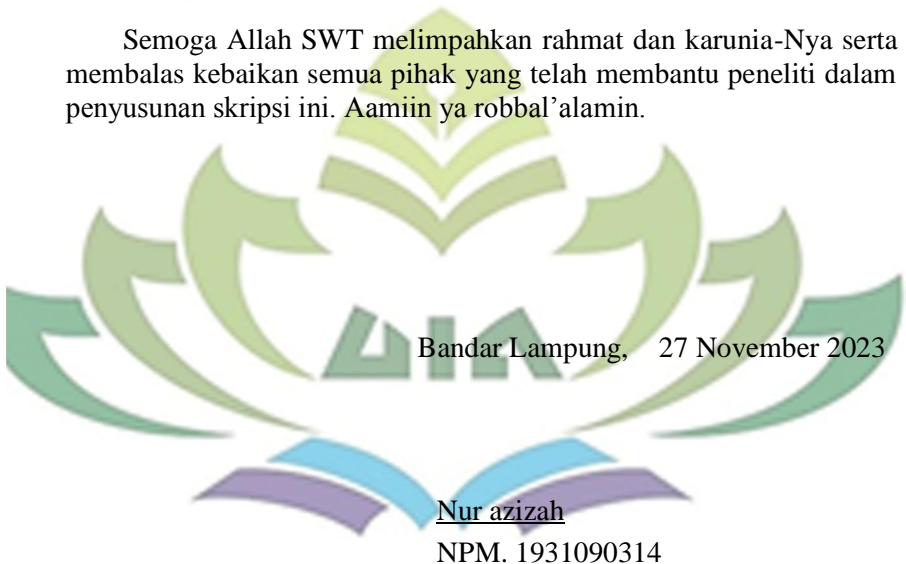 Semoga Allah SWT melimpahkan rahmat dan karunia-Nya serta
membalas kebaikan semua pihak yang telah membantu peneliti dalam
penyusunan skripsi ini. Aamiin ya robbal’alamin.
UIN
Bandar Lampung, 27 November 2023
Nur azizah
NPM. 1931090314